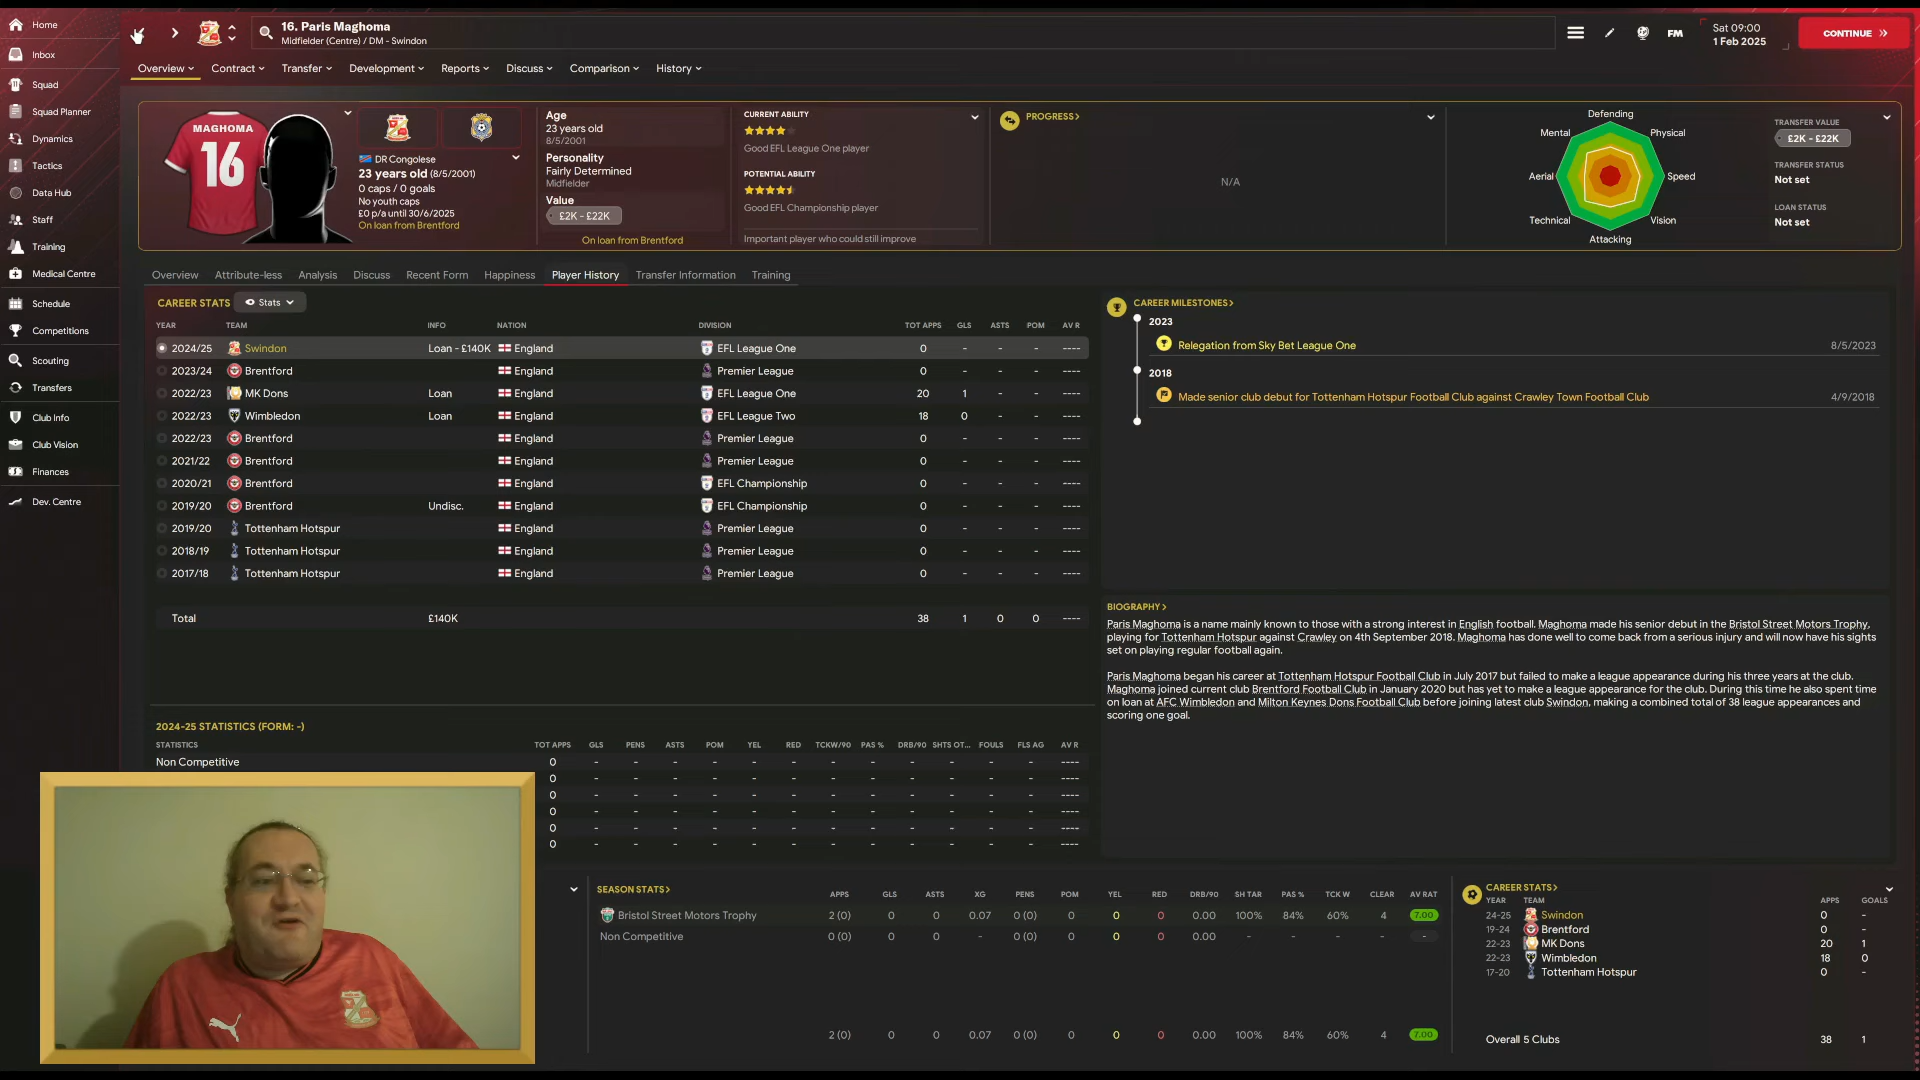 Home
Inbox
Squad
Squad Planner
Dynamics
Tactics
Data Hub
Staff
Training
Medical Centre
Schedule
Competitions
Scouting
Transfers
Club Info
Club Vision
Finances
Dev. Centre
16. Paris Maghoma
Midfielder (Centre) / DM - Swindon
FM
Sat 09:00
1 Feb 2025
CONTINUE
Overview Contract Transfer Development Reports Discuss Comparison History
MAGHOMA
16
DR Congolese
23 years old (8/5/2001)
0 caps / 0 goals
No youth caps
£0 p/a until 30/6/2025
On loan from Brentford
Age
23 years old
8/5/2001
Personality
Fairly Determined
Midfielder
Value
£2K - £22K
On loan from Brentford
CURRENT ABILITY
Good EFL League One player
POTENTIAL ABILITY
Good EFL Championship player
Important player who could still improve
PROGRESS>
N/A
Defending
Mental Physical
Aerial Speed
Technical Vision
Attacking
TRANSFER VALUE
£2K - £22K
TRANSFER STATUS
Not set
LOAN STATUS
Not set
Overview Attribute-less Analysis Discuss Recent Form Happiness Player History Transfer Information Training
CAREER STATS Stats
YEAR TEAM INFO NATION DIVISION TOT APPS GLS ASTS POM AV R
2024/25 Swindon Loan - £140K England EFL League One 0 - - - ----
2023/24 Brentford England Premier League 0 - - - ----
2022/23 MK Dons Loan England EFL League One 20 1 - - ----
2022/23 Wimbledon Loan England EFL League Two 18 0 - - ----
2022/23 Brentford England Premier League 0 - - - ----
2021/22 Brentford England Premier League 0 - - - ----
2020/21 Brentford England EFL Championship 0 - - - ----
2019/20 Brentford Undisc. England EFL Championship 0 - - - ----
2019/20 Tottenham Hotspur England Premier League 0 - - - ----
2018/19 Tottenham Hotspur England Premier League 0 - - - ----
2017/18 Tottenham Hotspur England Premier League 0 - - - ----
Total £140K 38 1 0 0 ----
CAREER MILESTONES>
2023
Relegation from Sky Bet League One 8/5/2023
2018
Made senior club debut for Tottenham Hotspur Football Club against Crawley Town Football Club 4/9/2018
BIOGRAPHY>
Paris Maghoma is a name mainly known to those with a strong interest in English football. Maghoma made his senior debut in the Bristol Street Motors Trophy,
playing for Tottenham Hotspur against Crawley on 4th September 2018. Maghoma has done well to come back from a serious injury and will now have his sights
set on playing regular football again.
Paris Maghoma began his career at Tottenham Hotspur Football Club in July 2017 but failed to make a league appearance during his three years at the club.
Maghoma joined current club Brentford Football Club in January 2020 but has yet to make a league appearance for the club. During this time he also spent time
on loan at AFC Wimbledon and Milton Keynes Dons Football Club before joining latest club Swindon, making a combined total of 38 league appearances and
scoring one goal.
2024-25 STATISTICS (FORM: -)
STATISTICS TOT APPS GLS PENS ASTS POM YEL RED TCKW/90 PAS % DRB/90 SHTS OT... FOULS FLS AG AV R
Non Competitive 0 - - - - - - - - - - - - ----
0 - - - - - - - - - - - - ----
0 - - - - - - - - - - - - ----
0 - - - - - - - - - - - - ----
0 - - - - - - - - - - - - ----
0 - - - - - - - - - - - - ----
SEASON STATS> APPS GLS ASTS XG PENS POM YEL RED DRB/90 SH TAR PAS % TCK W CLEAR AV RAT
Bristol Street Motors Trophy 2 (0) 0 0 0.07 0 (0) 0 0 0 0.00 100% 84% 60% 4 7.00
Non Competitive 0 (0) 0 0 - 0 (0) 0 0 0 0.00 - - - - -
2 (0) 0 0 0.07 0 (0) 0 0 0 0.00 100% 84% 60% 4 7.00
CAREER STATS>
YEAR TEAM APPS GOALS
24-25 Swindon 0 -
19-24 Brentford 0 -
22-23 MK Dons 20 1
22-23 Wimbledon 18 0
17-20 Tottenham Hotspur 0 -
Overall 5 Clubs 38 1